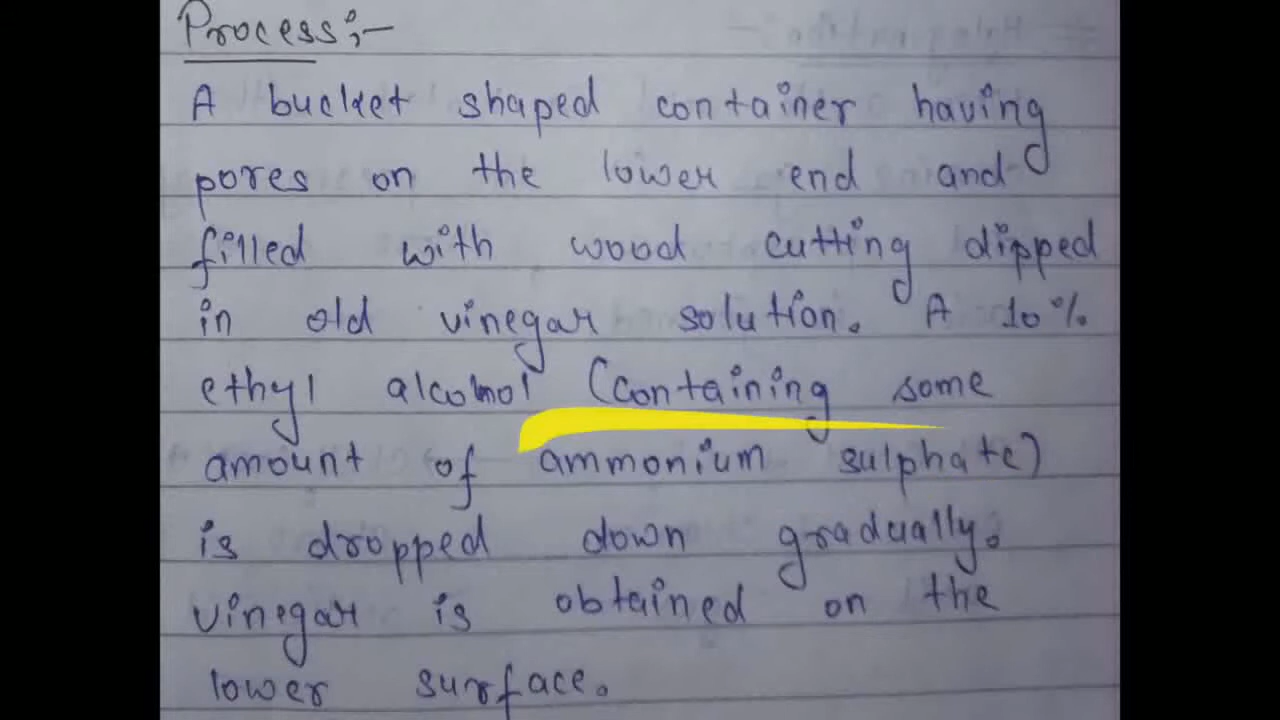 Process:-
A bucket shaped container having
pores on the lower end and
filled with wood cutting dipped
in old vinegar solution. A 10%
ethyl alcohol (containing some
amount of ammonium sulphate)
is dropped down gradually.
vinegar is obtained on the
lower surface.